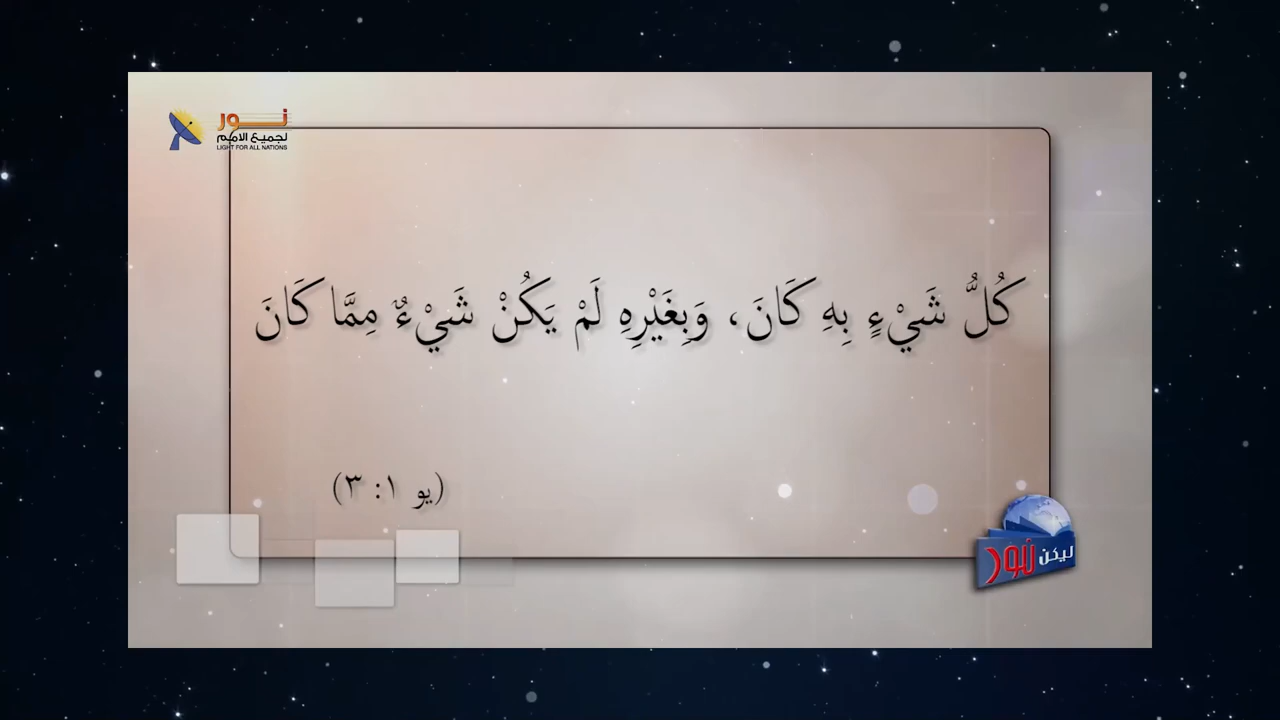 نور
لجميع الامم
LIGHT FOR ALL NATIONS
كُلُّ شَيْءٍ بِهِ كَانَ، وَبِغَيْرِهِ لَمْ يَكُنْ شَيْءٌ مِمَّا كَانَ
(يو ١: ٣)
ليكن نور